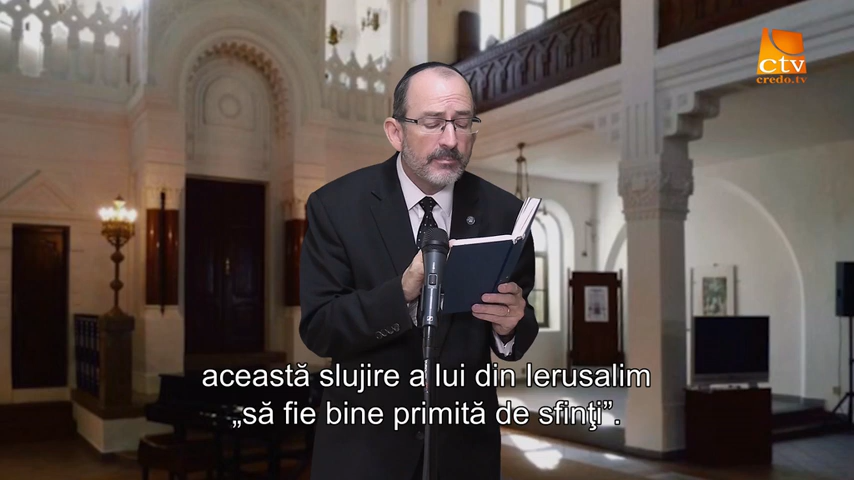 ctv
credo.tv
această slujire a lui din Ierusalim
„să fie bine primită de sfinţi”.